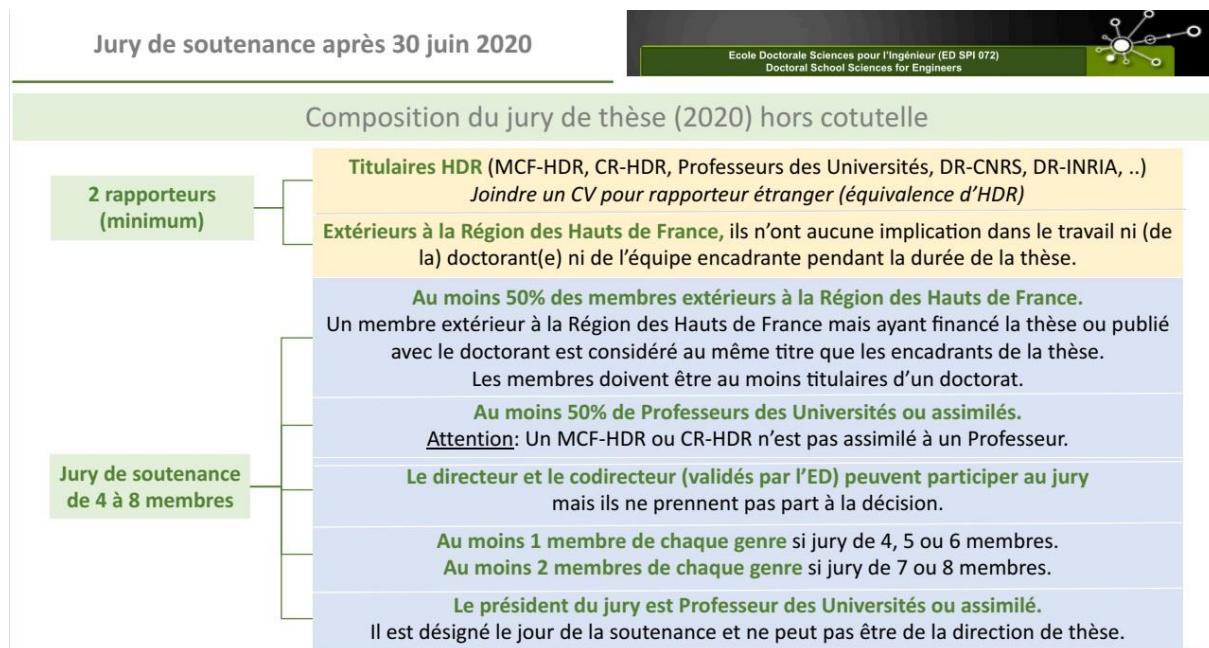 Jury de soutenance après 30 juin 2020
Ecole Doctorale Sciences pour l'Ingénieur (ED SPI 072)
Doctoral School Sciences for Engineers
Composition du jury de thèse (2020) hors cotutelle
2 rapporteurs
(minimum)
Titulaires HDR (MCF-HDR, CR-HDR, Professeurs des Universités, DR-CNRS, DR-INRIA, ..)
Joindre un CV pour rapporteur étranger (équivalence d'HDR)
Extérieurs à la Région des Hauts de France, ils n'ont aucune implication dans le travail ni (de
la) doctorant(e) ni de l'équipe encadrante pendant la durée de la thèse.
Jury de soutenance
de 4 à 8 membres
Au moins 50% des membres extérieurs à la Région des Hauts de France.
Un membre extérieur à la Région des Hauts de France mais ayant financé la thèse ou publié
avec le doctorant est considéré au même titre que les encadrants de la thèse.
Les membres doivent être au moins titulaires d'un doctorat.
Au moins 50% de Professeurs des Universités ou assimilés.
Attention: Un MCF-HDR ou CR-HDR n'est pas assimilé à un Professeur.
Le directeur et le codirecteur (validés par l'ED) peuvent participer au jury
mais ils ne prennent pas part à la décision.
Au moins 1 membre de chaque genre si jury de 4, 5 ou 6 membres.
Au moins 2 membres de chaque genre si jury de 7 ou 8 membres.
Le président du jury est Professeur des Universités ou assimilé.
Il est désigné le jour de la soutenance et ne peut pas être de la direction de thèse.